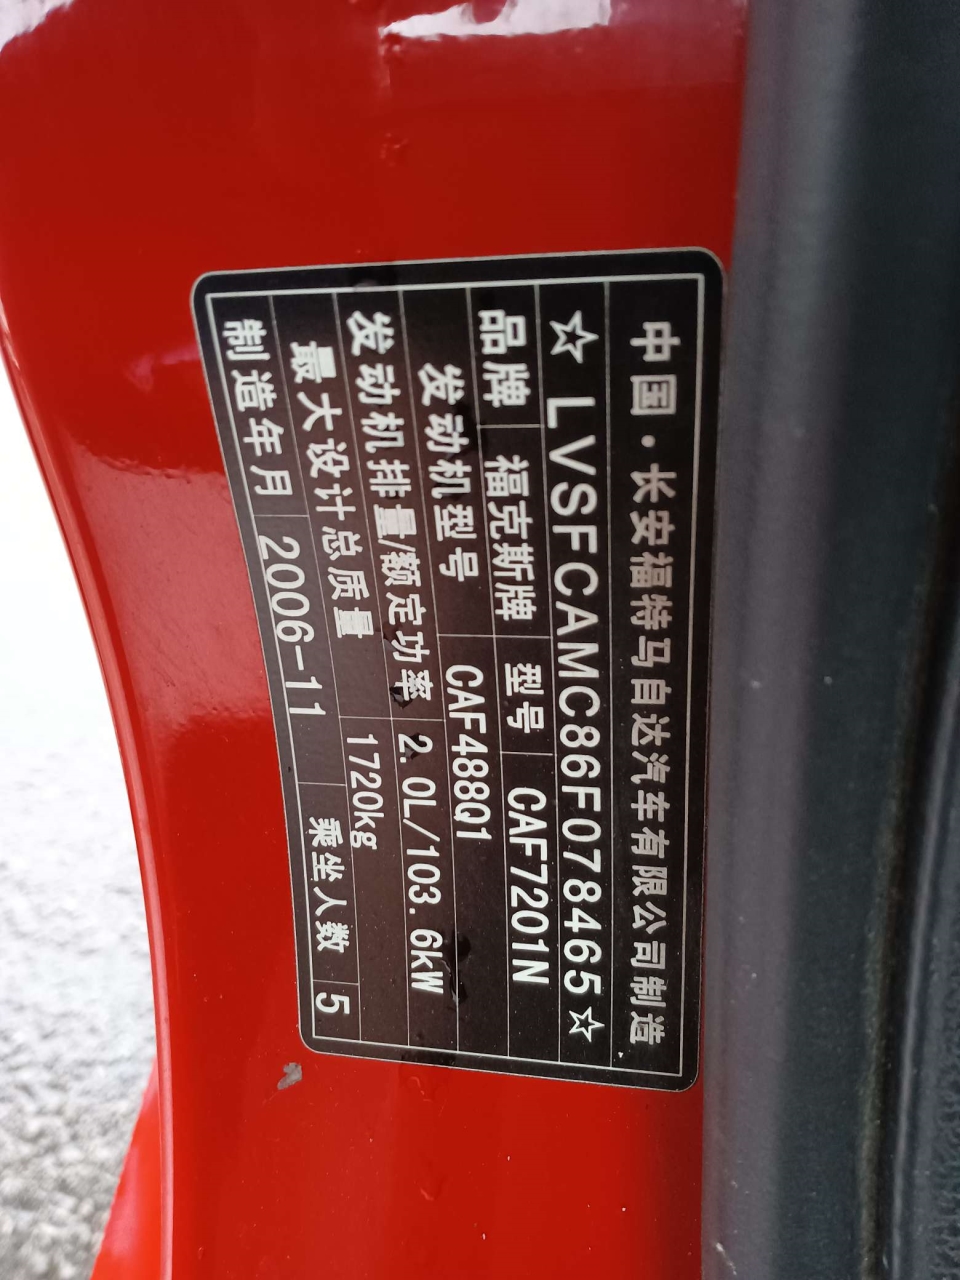 中国·长安福特马自达汽车有限公司制造
☆LVSFCAMC86F078465☆
品牌 福克斯牌 型号 CAF7201N
发动机型号 CAF488Q1
发动机排量/额定功率 2.0L/103.6kW
最大设计总质量 1720kg
制造年月 2006-11 乘坐人数 5